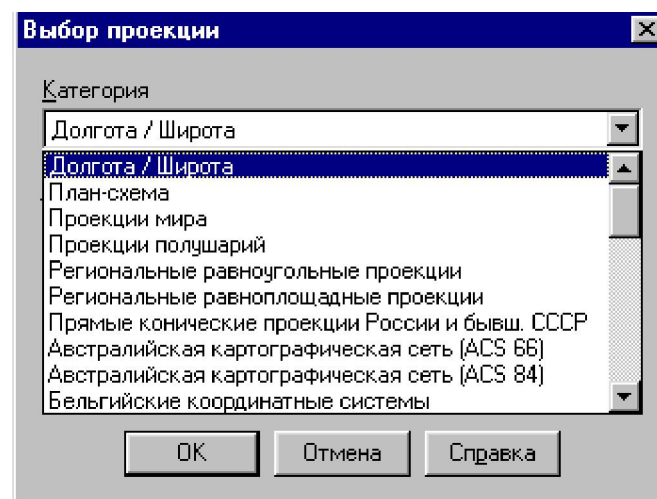 Выбор проекции
Категория
Долгота / Широта
Долгота / Широта
План-схема
Проекции мира
Проекции полушарий
Региональные равноугольные проекции
Региональные равноплощадные проекции
Прямые конические проекции России и бывш. СССР
Австралийская картографическая сеть (ACS 66)
Австралийская картографическая сеть (ACS 84)
Бельгийские координатные системы
OK Отмена Справка